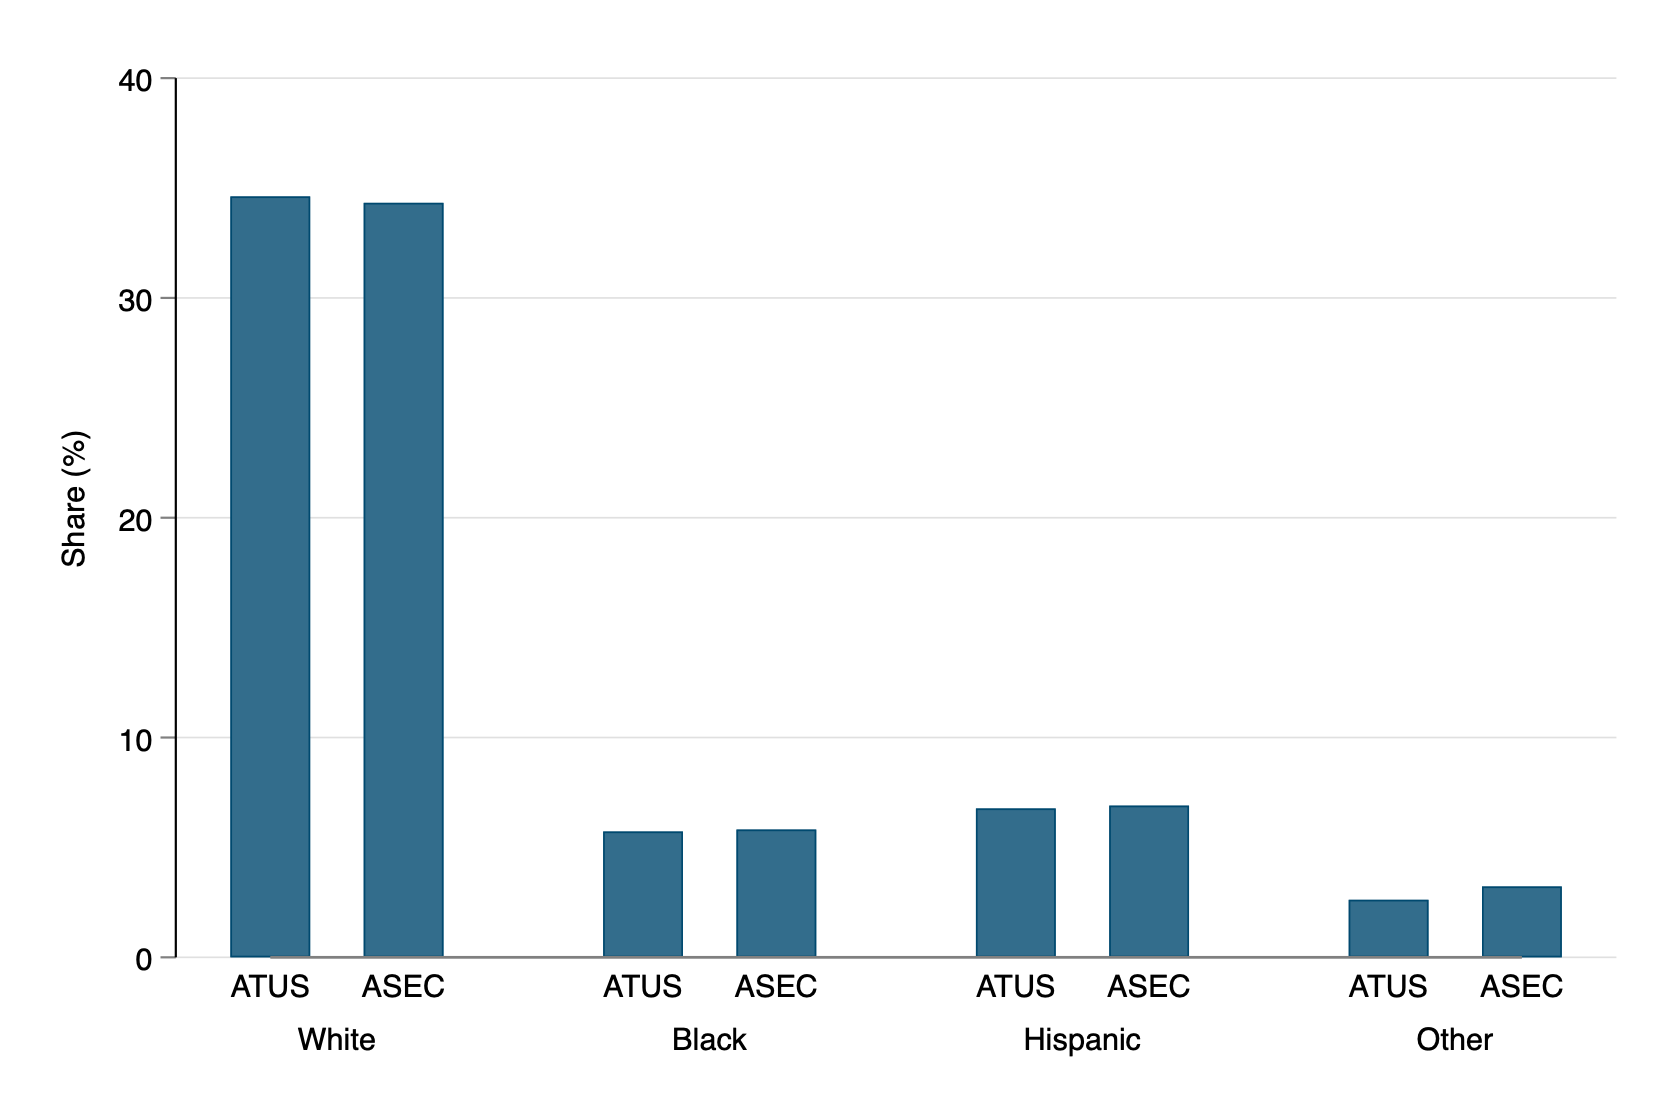 Share (%)
40
30
20
10
0
ATUS ASEC ATUS ASEC ATUS ASEC ATUS ASEC
White Black Hispanic Other